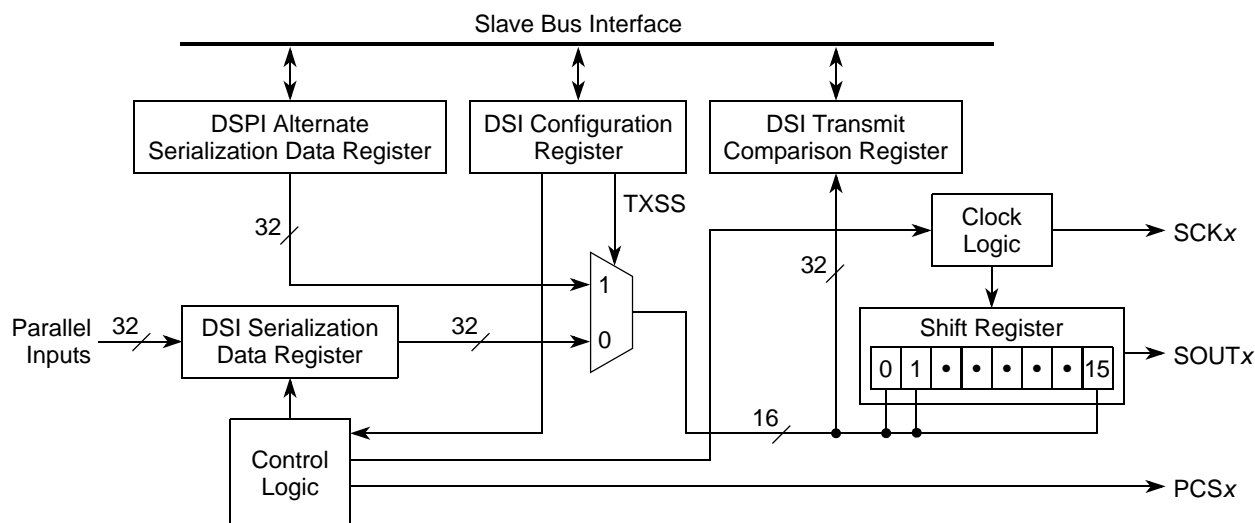 Slave Bus Interface
DSPI Alternate
Serialization Data Register
DSI Configuration
Register
DSI Transmit
Comparison Register
TXSS
32
Clock
Logic
SCKx
32
1
Parallel
Inputs
32
DSI Serialization
Data Register
32
0
Shift Register
0 1 • • • • • 15
SOUTx
16
Control
Logic
PCSx